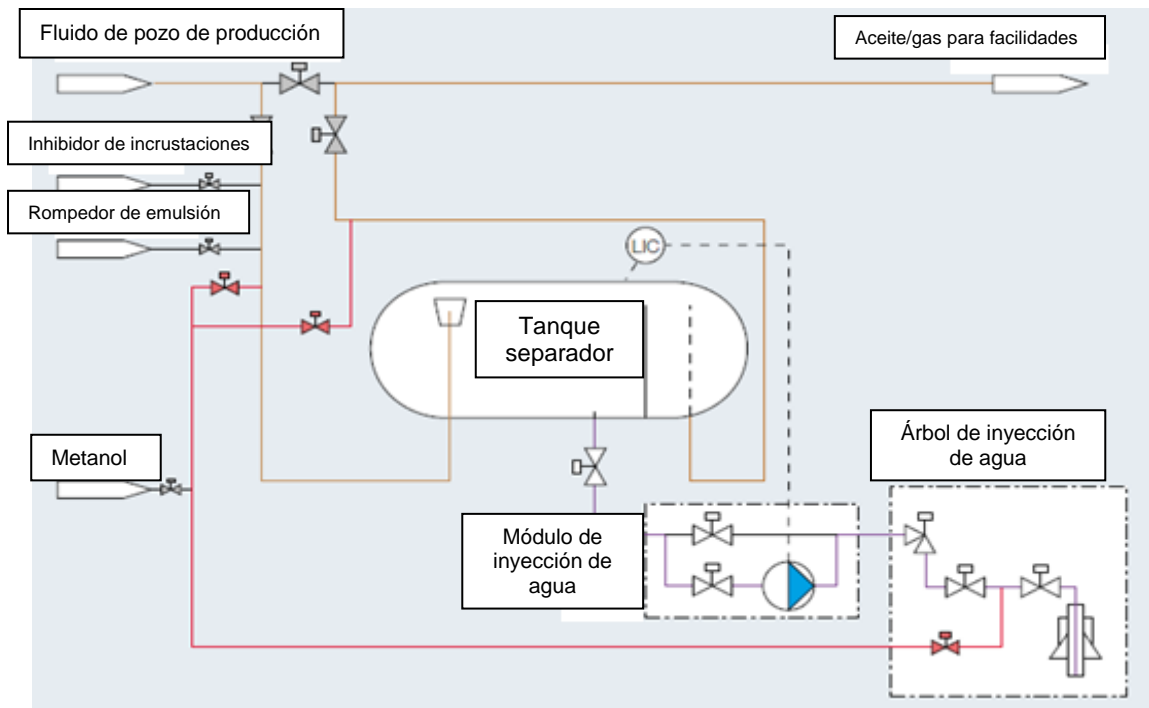 Fluido de pozo de producción
Aceite/gas para facilidades
Inhibidor de incrustaciones
Rompedor de emulsión
LIC
Tanque
separador
Metanol
Árbol de inyección
de agua
Módulo de
inyección de
agua